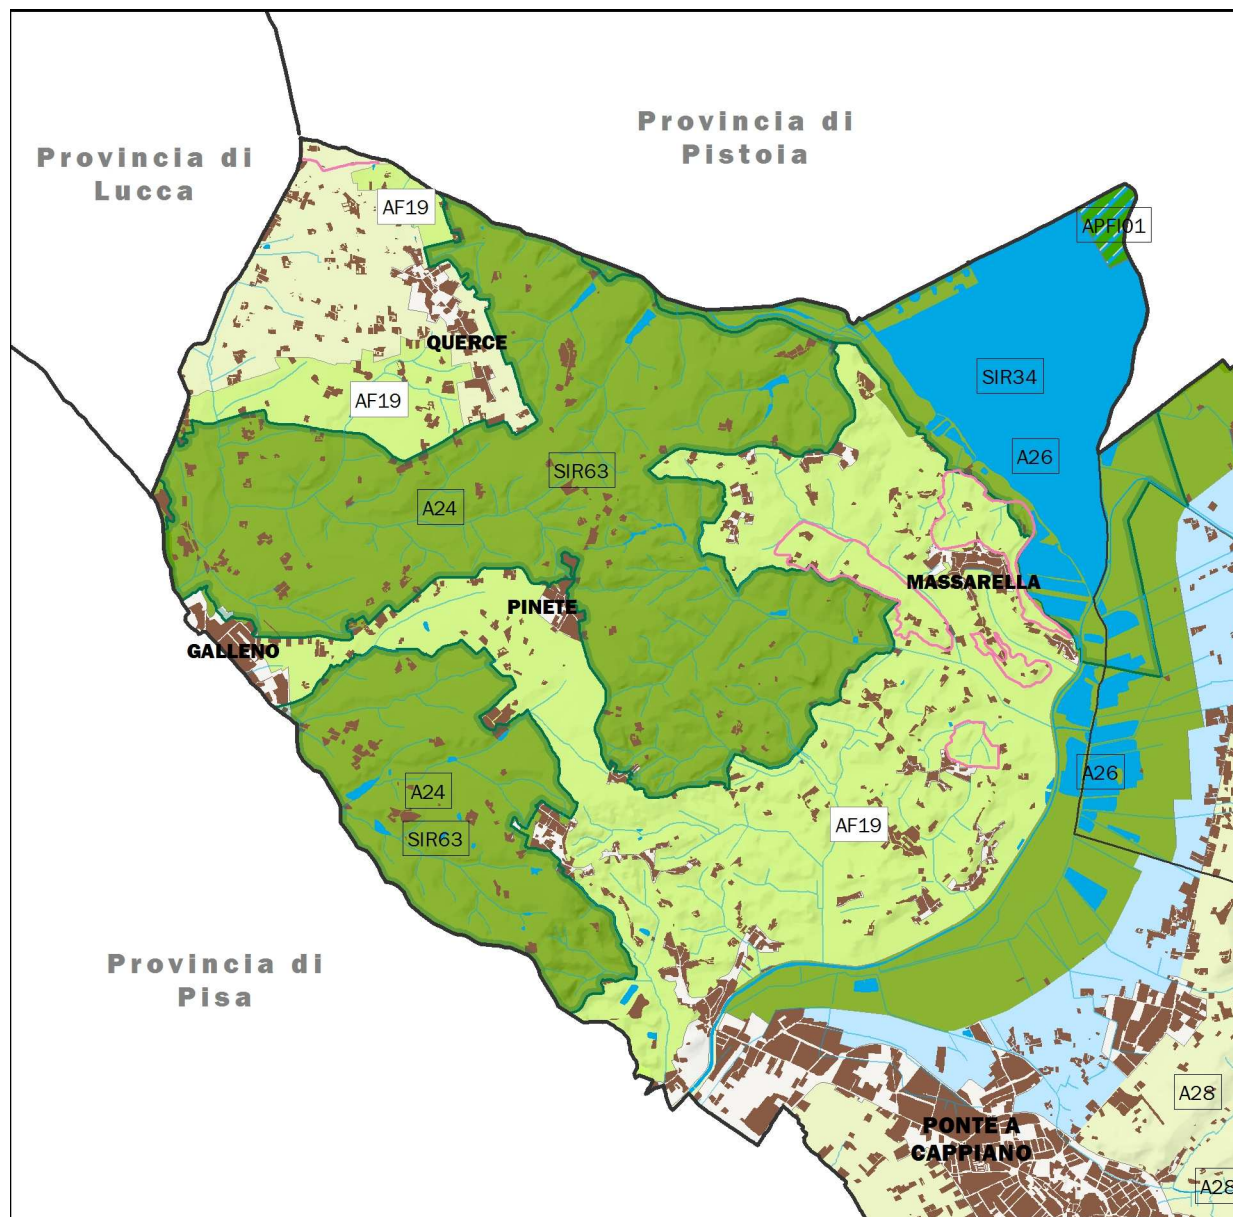 Provincia di
Pistoia
Provincia di
Lucca
AF19
APFI01
QUERCE
SIR34
AF19
A26
SIR63
A24
MASSARELLA
PINETE
GALLENO
A26
A24
AF19
SIR63
Provincia di
Pisa
A28
PONTE A
CAPPIANO
A28